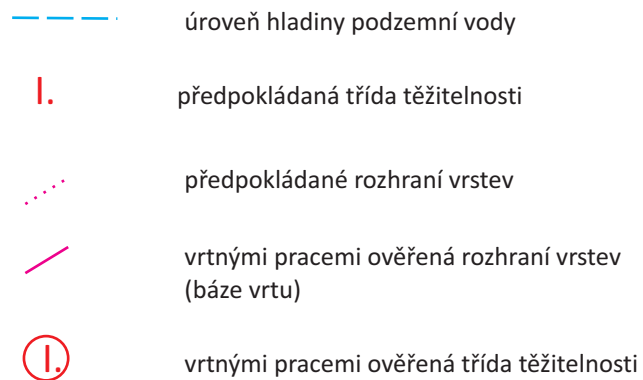 úroveň hladiny podzemní vody
I. předpokládaná třída těžitelnosti
předpokládané rozhraní vrstev
vrtnými pracemi ověřená rozhraní vrstev
(báze vrtu)
I. vrtnými pracemi ověřená třída těžitelnosti